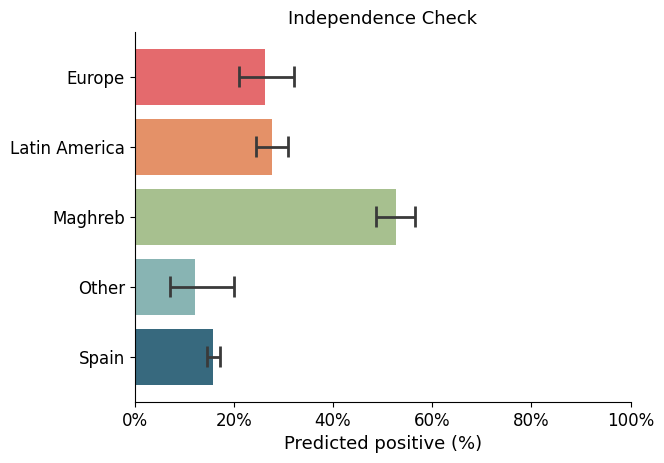 Independence Check
Europe
Latin America
Maghreb
Other
Spain
0% 20% 40% 60% 80% 100%
Predicted positive (%)